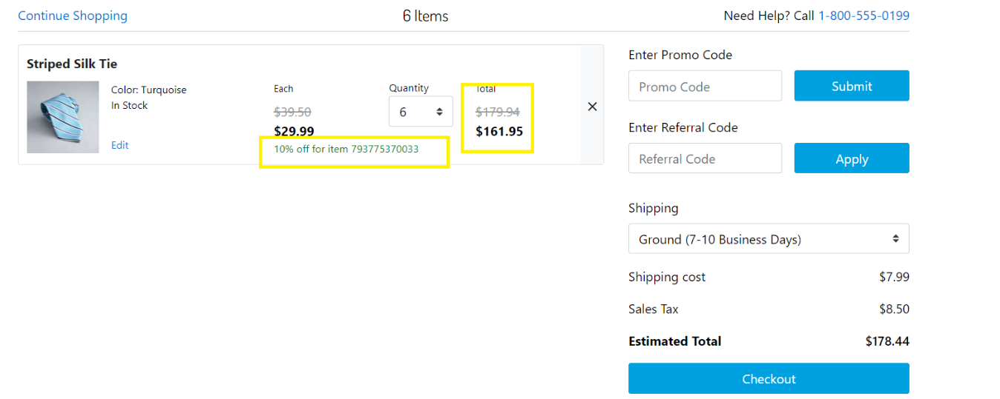 Continue Shopping
6 Items
Need Help? Call 1-800-555-0199
Striped Silk Tie
Color: Turquoise
In Stock
Edit
Each
$39.50
$29.99
10% off for item 793775370033
Quantity
6
Total
$179.94
$161.95
×
Enter Promo Code
Promo Code
Submit
Enter Referral Code
Referral Code
Apply
Shipping
Ground (7-10 Business Days)
Shipping cost $7.99
Sales Tax $8.50
Estimated Total $178.44
Checkout